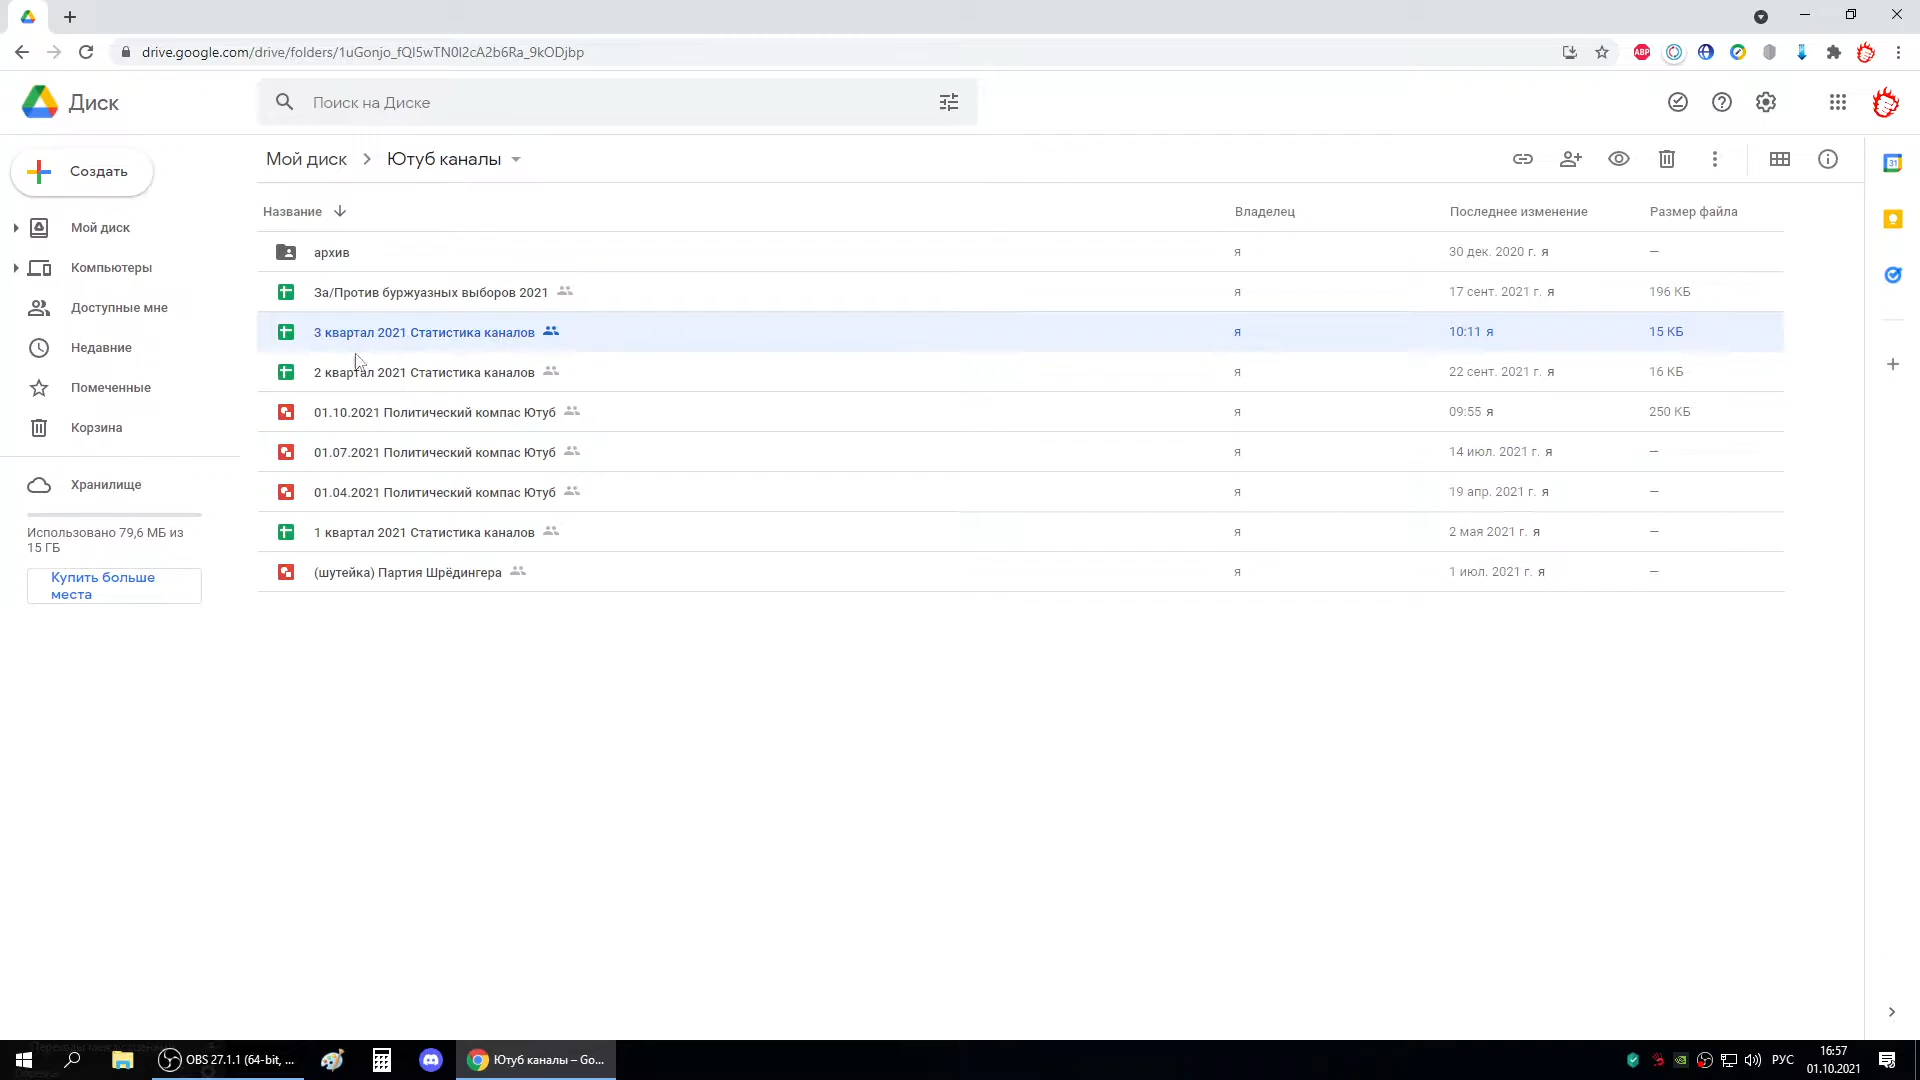 drive.google.com/drive/folders/1uGonjo_fQI5wTN0I2cA2b6Ra_9kODjbp
ABP
Диск
Поиск на Диске
Создать
Мой диск
Компьютеры
Доступные мне
Недавние
Помеченные
Корзина
Хранилище
Использовано 79,6 МБ из
15 ГБ
Купить больше
места
Мой диск
Ютуб каналы
Название Владелец Последнее изменение Размер файла
архив я 30 дек. 2020 г. я —
За/Против буржуазных выборов 2021 я 17 сент. 2021 г. я 196 КБ
3 квартал 2021 Статистика каналов я 10:11 я 15 КБ
2 квартал 2021 Статистика каналов я 22 сент. 2021 г. я 16 КБ
01.10.2021 Политический компас Ютуб я 09:55 я 250 КБ
01.07.2021 Политический компас Ютуб я 14 июл. 2021 г. я —
01.04.2021 Политический компас Ютуб я 19 апр. 2021 г. я —
1 квартал 2021 Статистика каналов я 2 мая 2021 г. я —
(шутейка) Партия Шрёдингера я 1 июл. 2021 г. я —
31
OBS 27.1.1 (64-bit, ...
Ютуб каналы – Go...
РУС
16:57
01.10.2021